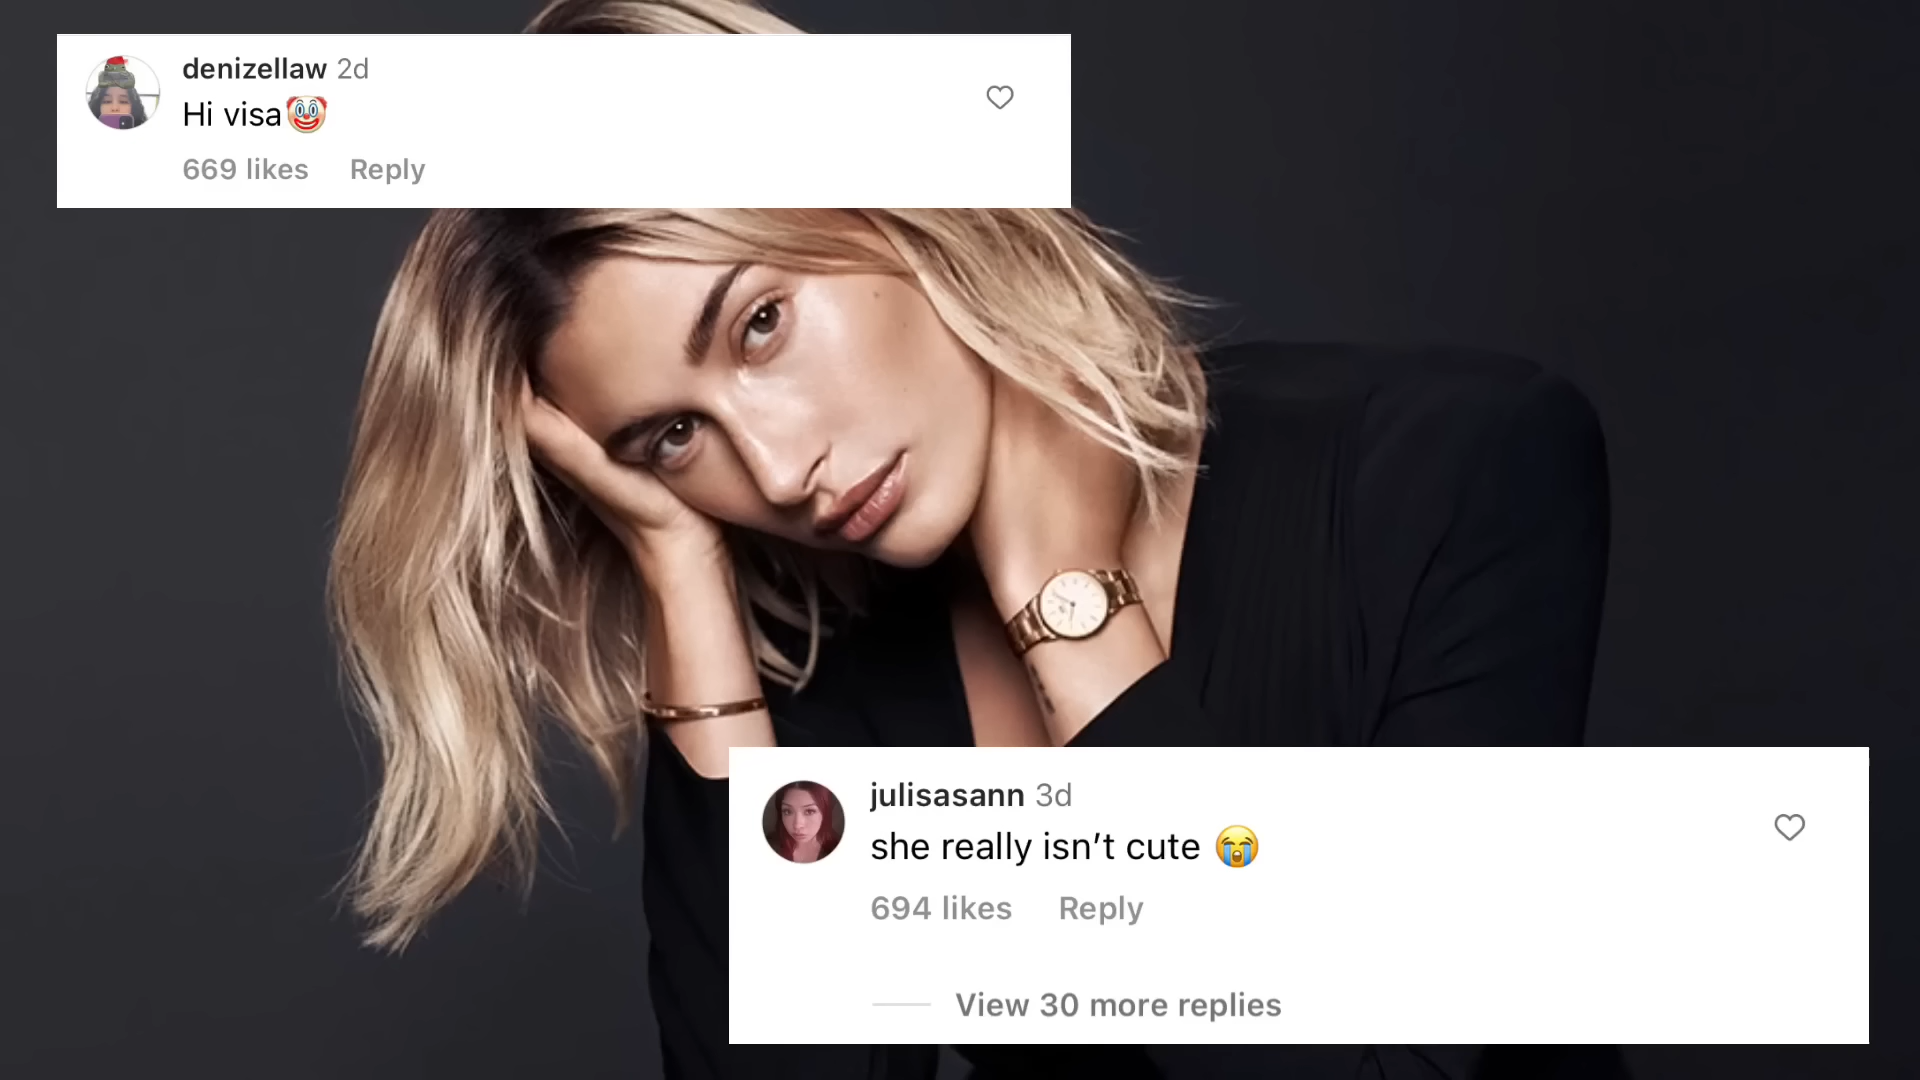 denizellaw 2d
Hi visa🤡
669 likes Reply
julisasann 3d
she really isn’t cute 😭
694 likes Reply
View 30 more replies